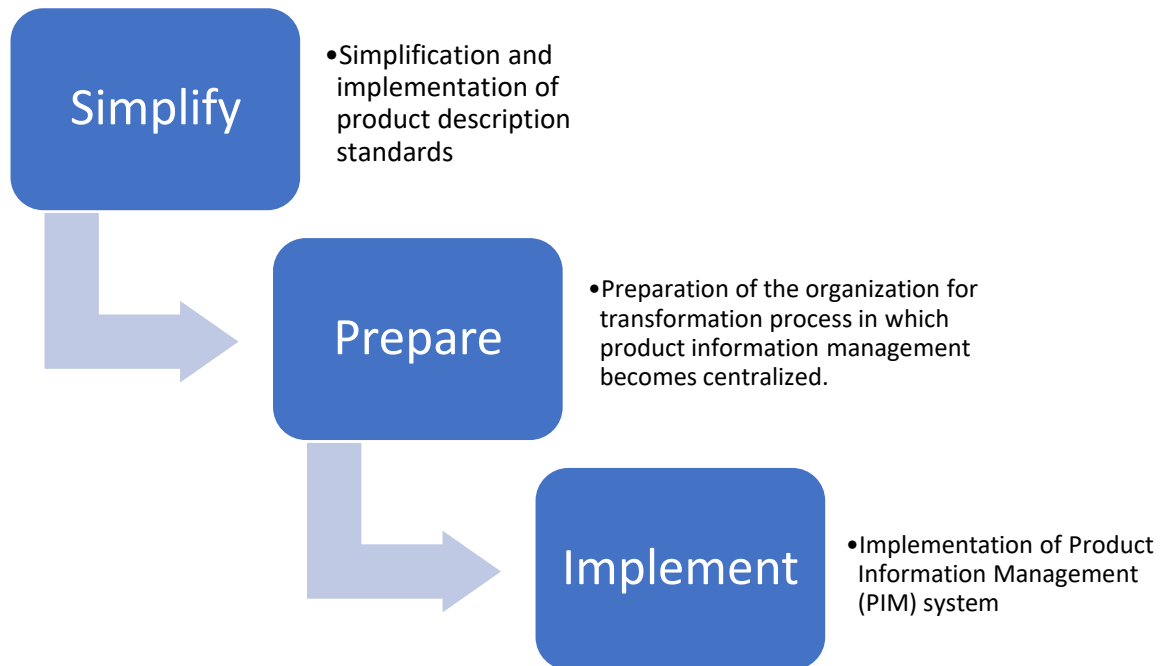 Simplify
•Simplification and
implementation of
product description
standards
Prepare
•Preparation of the organization for
transformation process in which
product information management
becomes centralized.
Implement
•Implementation of Product
Information Management
(PIM) system